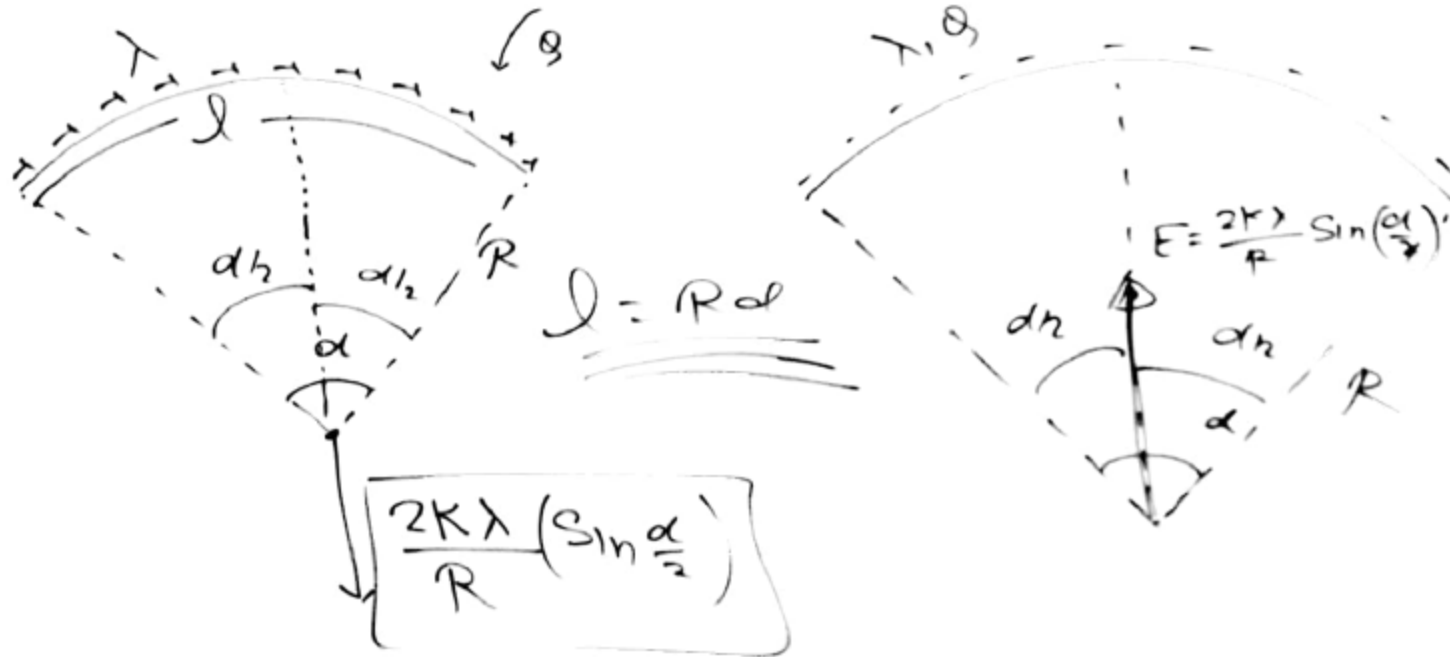 λ
Q
l
α/2
α/2
R
α
l = Rα
2Kλ/R (Sin α/2)
λ, Q
E = 2Kλ/R Sin(α/2)
α/2
α/2
R
α